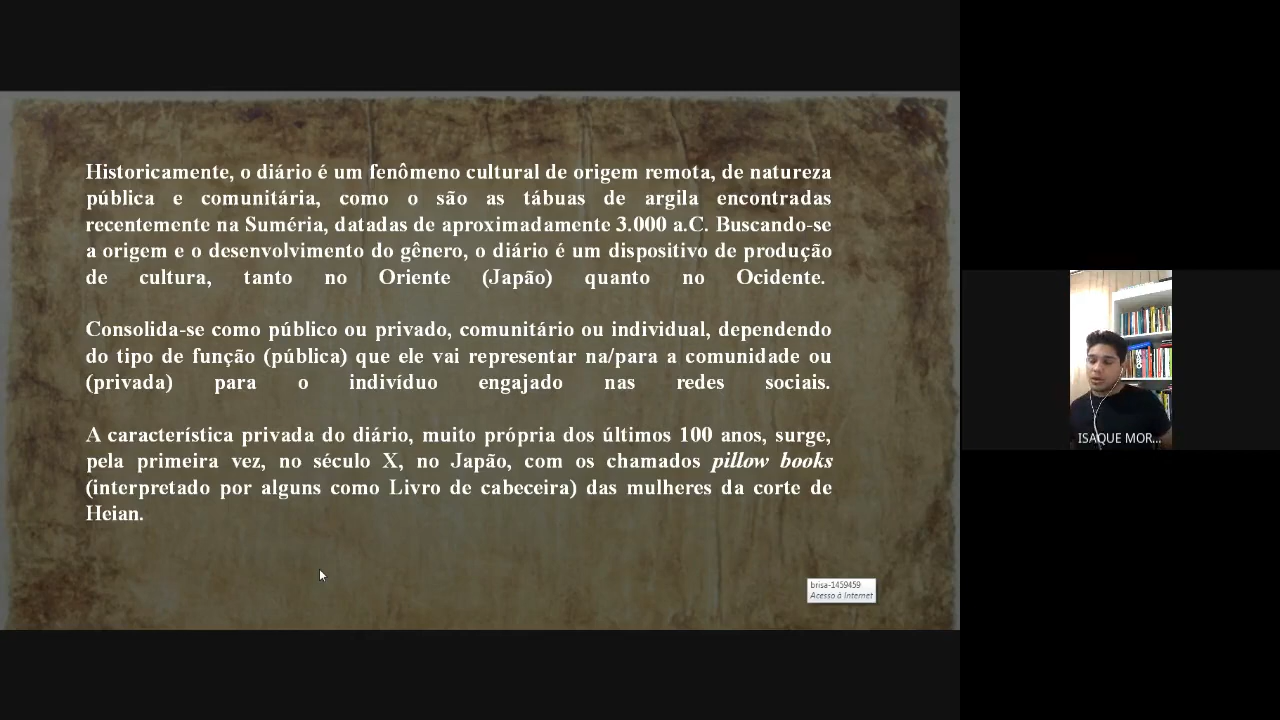 Historicamente, o diário é um fenômeno cultural de origem remota, de natureza
pública e comunitária, como o são as tábuas de argila encontradas
recentemente na Suméria, datadas de aproximadamente 3.000 a.C. Buscando-se
a origem e o desenvolvimento do gênero, o diário é um dispositivo de produção
de cultura, tanto no Oriente (Japão) quanto no Ocidente.
Consolida-se como público ou privado, comunitário ou individual, dependendo
do tipo de função (pública) que ele vai representar na/para a comunidade ou
(privada) para o indivíduo engajado nas redes sociais.
A característica privada do diário, muito própria dos últimos 100 anos, surge,
pela primeira vez, no século X, no Japão, com os chamados pillow books
(interpretado por alguns como Livro de cabeceira) das mulheres da corte de
Heian.
brisa-1459459
Acesso à Internet
ISAQUE MOR...